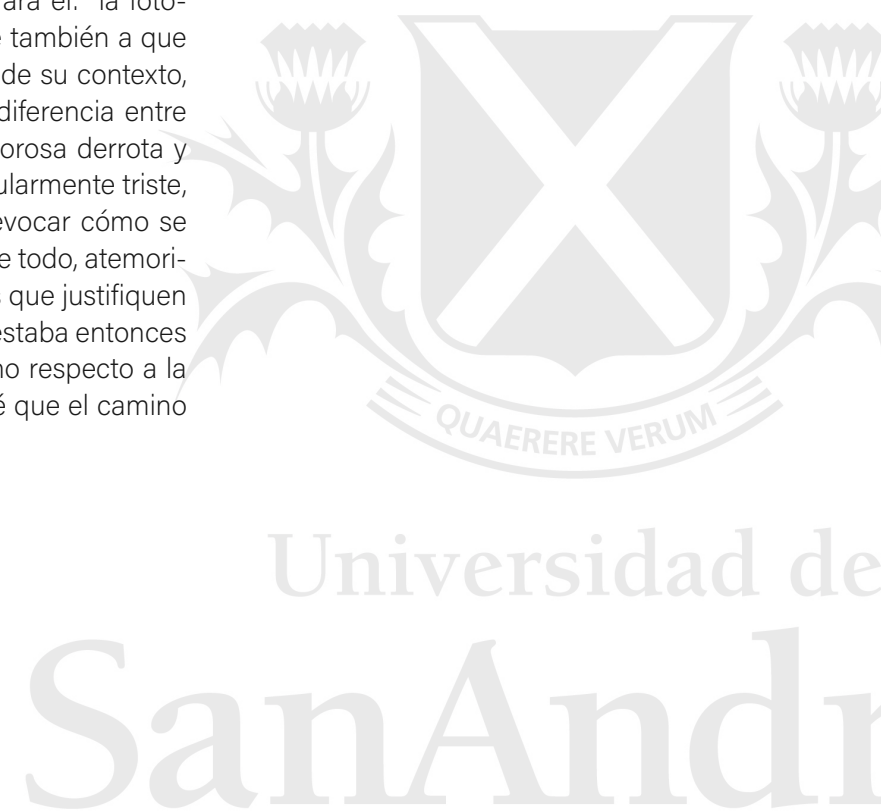 ara él: "la foto-
e también a que
de su contexto,
diferencia entre
orosa derrota y
ularmente triste,
evocar cómo se
e todo, atemori-
s que justifiquen
estaba entonces
no respecto a la
é que el camino
QUAERERE VERUM
Universidad de
SanAndr